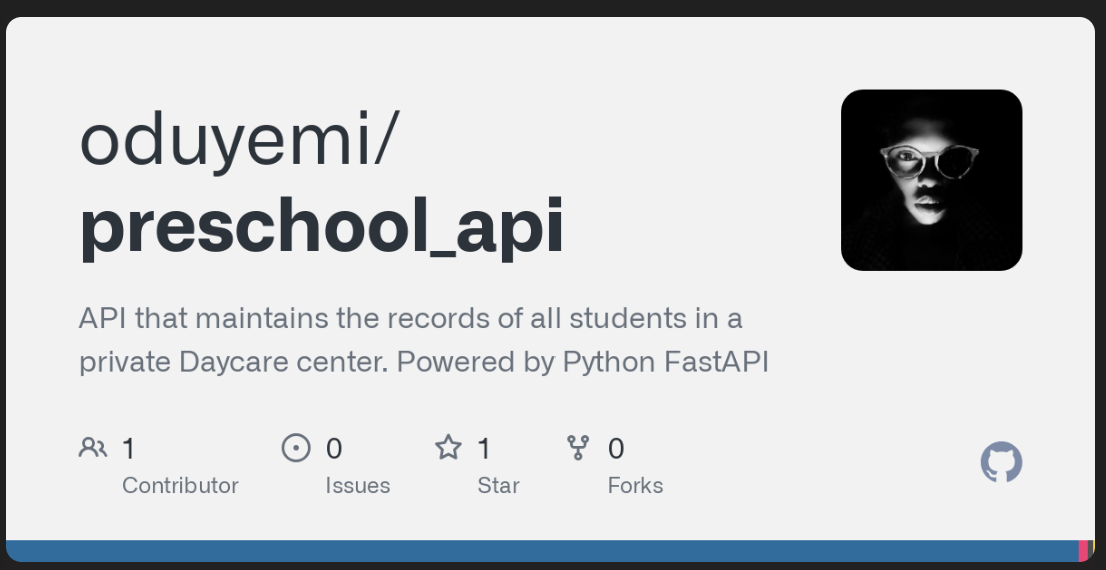 oduyemi/
preschool_api
API that maintains the records of all students in a
private Daycare center. Powered by Python FastAPI
1 0 1 0
Contributor Issues Star Forks